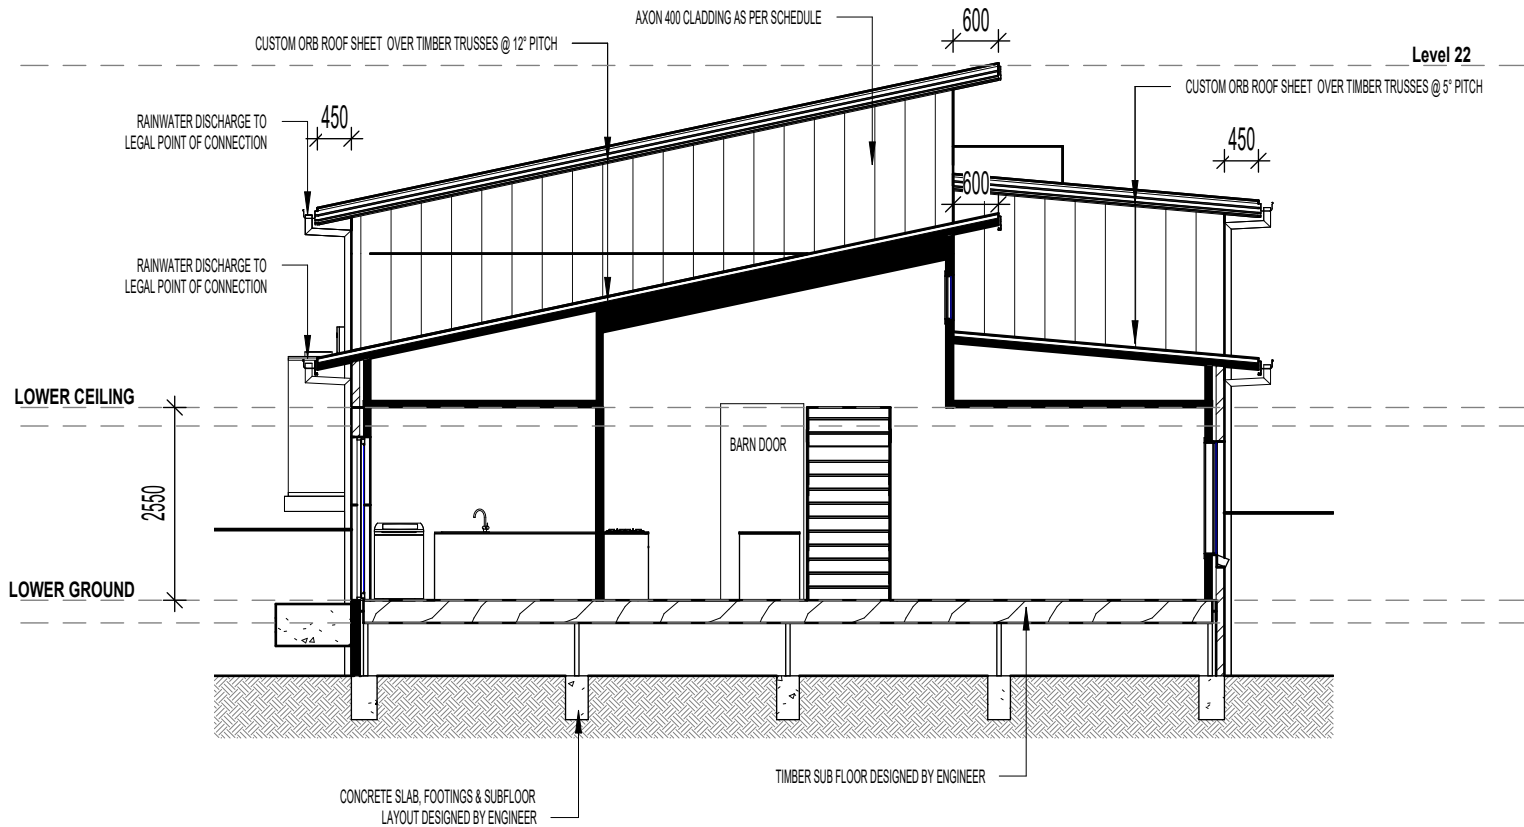 AXON 400 CLADDING AS PER SCHEDULE
600
CUSTOM ORB ROOF SHEET OVER TIMBER TRUSSES @ 12° PITCH
Level 22
CUSTOM ORB ROOF SHEET OVER TIMBER TRUSSES @ 5° PITCH
RAINWATER DISCHARGE TO
LEGAL POINT OF CONNECTION
450
450
600
RAINWATER DISCHARGE TO
LEGAL POINT OF CONNECTION
LOWER CEILING
BARN DOOR
2550
LOWER GROUND
TIMBER SUB FLOOR DESIGNED BY ENGINEER
CONCRETE SLAB, FOOTINGS & SUBFLOOR
LAYOUT DESIGNED BY ENGINEER